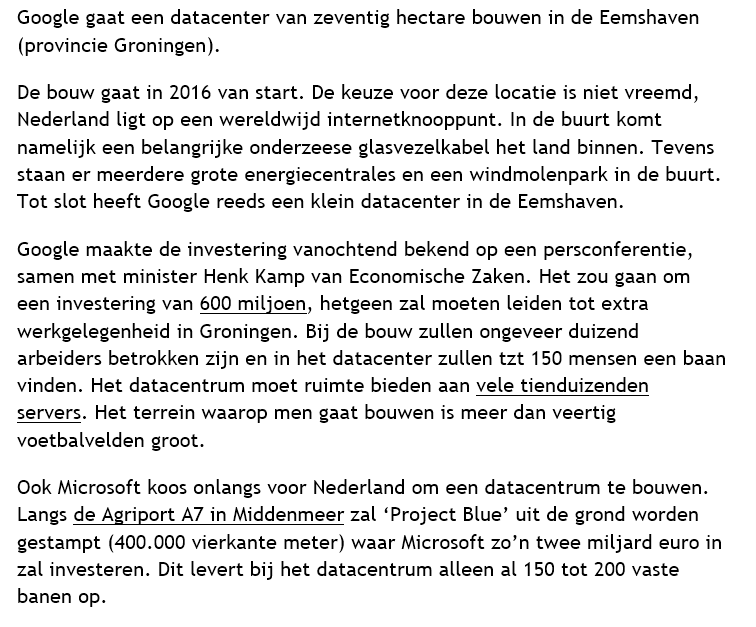 Google gaat een datacenter van zeventig hectare bouwen in de Eemshaven
(provincie Groningen).
De bouw gaat in 2016 van start. De keuze voor deze locatie is niet vreemd,
Nederland ligt op een wereldwijd internetknooppunt. In de buurt komt
namelijk een belangrijke onderzeese glasvezelkabel het land binnen. Tevens
staan er meerdere grote energiecentrales en een windmolenpark in de buurt.
Tot slot heeft Google reeds een klein datacenter in de Eemshaven.
Google maakte de investering vanochtend bekend op een persconferentie,
samen met minister Henk Kamp van Economische Zaken. Het zou gaan om
een investering van 600 miljoen, hetgeen zal moeten leiden tot extra
werkgelegenheid in Groningen. Bij de bouw zullen ongeveer duizend
arbeiders betrokken zijn en in het datacenter zullen tzt 150 mensen een baan
vinden. Het datacentrum moet ruimte bieden aan vele tienduizenden
servers. Het terrein waarop men gaat bouwen is meer dan veertig
voetbalvelden groot.
Ook Microsoft koos onlangs voor Nederland om een datacentrum te bouwen.
Langs de Agriport A7 in Middenmeer zal ‘Project Blue’ uit de grond worden
gestampt (400.000 vierkante meter) waar Microsoft zo’n twee miljard euro in
zal investeren. Dit levert bij het datacentrum alleen al 150 tot 200 vaste
banen op.